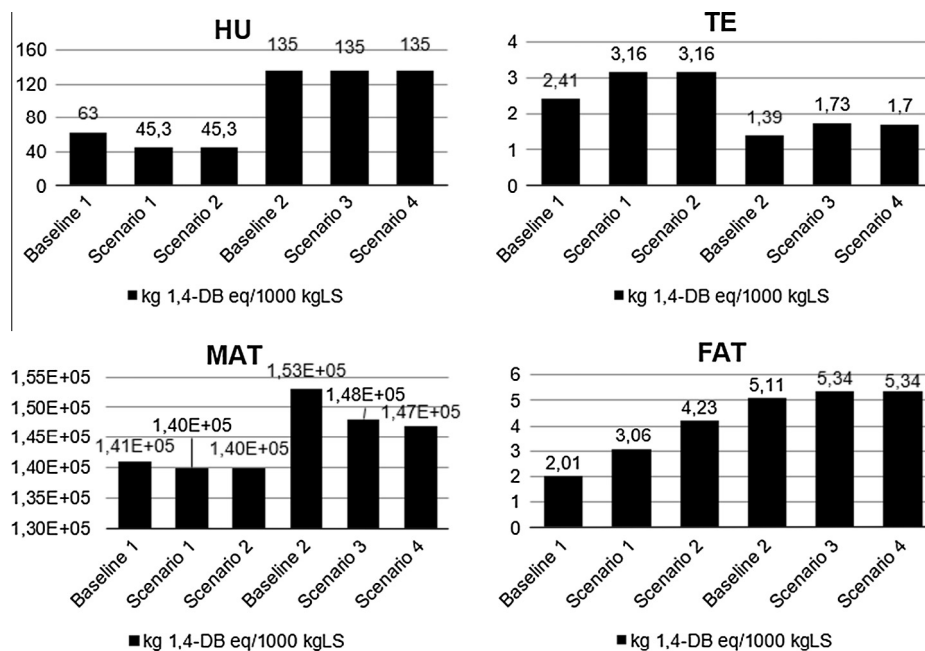 HU
160
120
80
40
0
63
45,3
45,3
135
135
135
Baseline 1
Scenario 1
Scenario 2
Baseline 2
Scenario 3
Scenario 4
kg 1,4-DB eq/1000 kgLS
TE
4
3
2
1
0
2,41
3,16
3,16
1,39
1,73
1,7
Baseline 1
Scenario 1
Scenario 2
Baseline 2
Scenario 3
Scenario 4
kg 1,4-DB eq/1000 kgLS
MAT
1,55E+05
1,50E+05
1,45E+05
1,40E+05
1,35E+05
1,30E+05
1,41E+05
1,40E+05
1,40E+05
1,53E+05
1,48E+05
1,47E+05
Baseline 1
Scenario 1
Scenario 2
Baseline 2
Scenario 3
Scenario 4
kg 1,4-DB eq/1000 kgLS
FAT
6
5
4
3
2
1
0
2,01
3,06
4,23
5,11
5,34
5,34
Baseline 1
Scenario 1
Scenario 2
Baseline 2
Scenario 3
Scenario 4
kg 1,4-DB eq/1000 kgLS